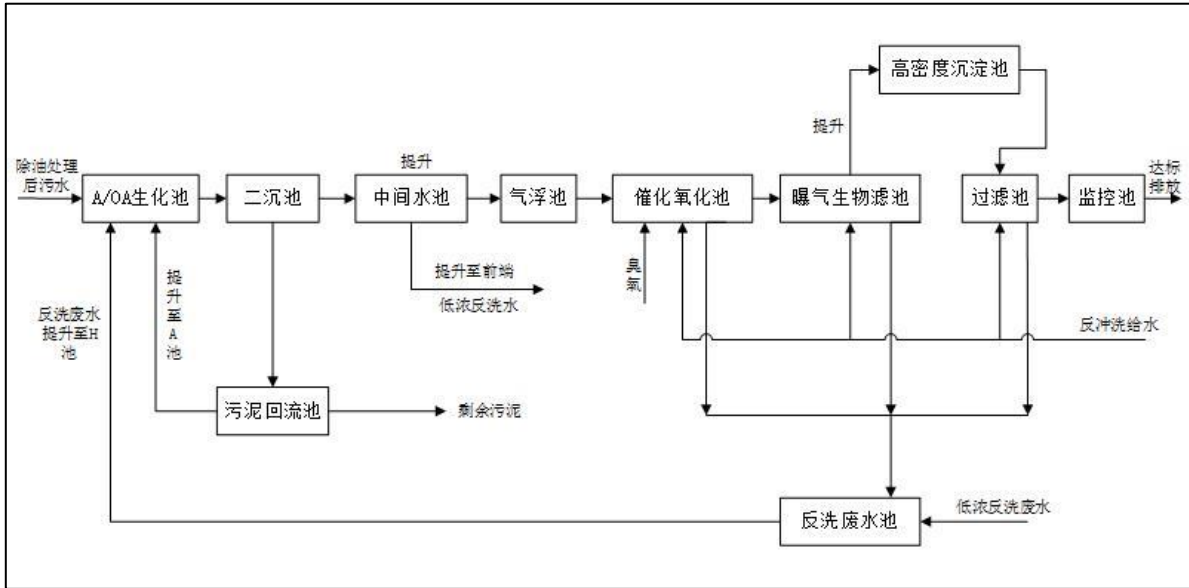 高密度沉淀池
提升
除油处理
后污水
提升
达标
排放
A/OA生化池
二沉池
中间水池
气浮池
催化氧化池
曝气生物滤池
过滤池
监控池
提升至前端
低浓反洗水
臭
氧
提
升
至
A
池
反洗废水
提升至H
池
反冲洗给水
污泥回流池
剩余污泥
反洗废水池
低浓反洗废水